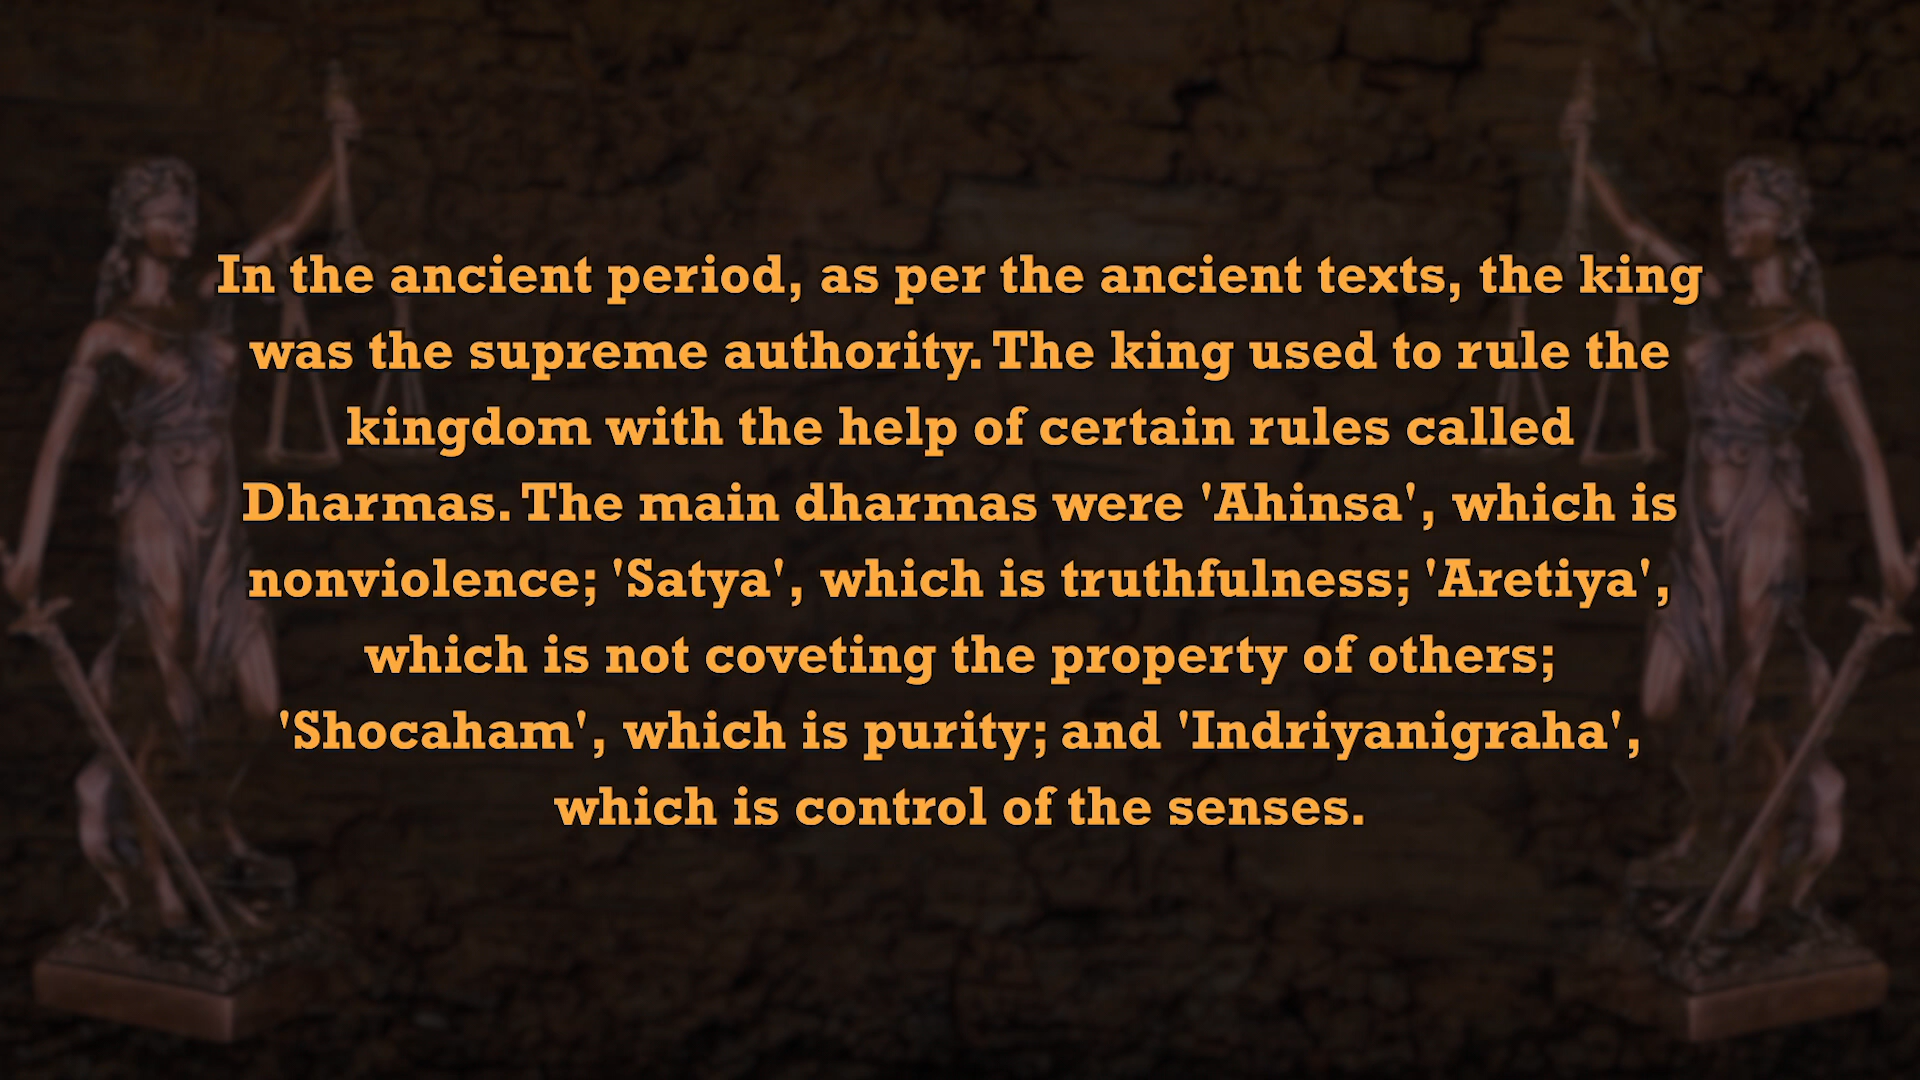 In the ancient period, as per the ancient texts, the king
was the supreme authority. The king used to rule the
kingdom with the help of certain rules called
Dharmas. The main dharmas were 'Ahinsa', which is
nonviolence; 'Satya', which is truthfulness; 'Aretiya',
which is not coveting the property of others;
'Shocaham', which is purity; and 'Indriyanigraha',
which is control of the senses.